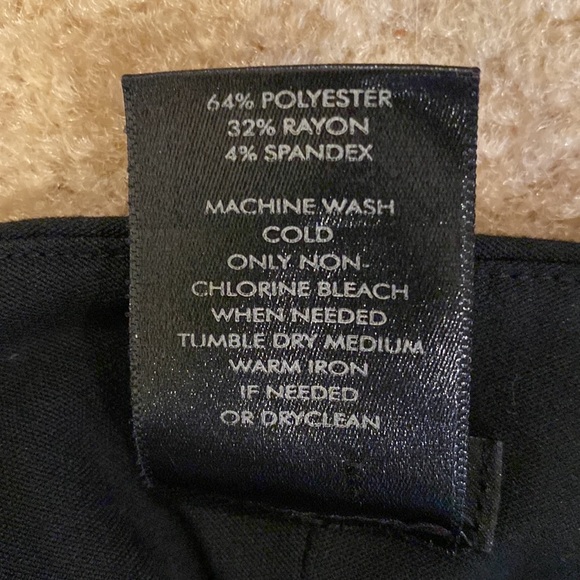 64% POLYESTER
32% RAYON
4% SPANDEX
MACHINE WASH
COLD
ONLY NON-
CHLORINE BLEACH
WHEN NEEDED
TUMBLE DRY MEDIUM
WARM IRON
IF NEEDED
OR DRYCLEAN